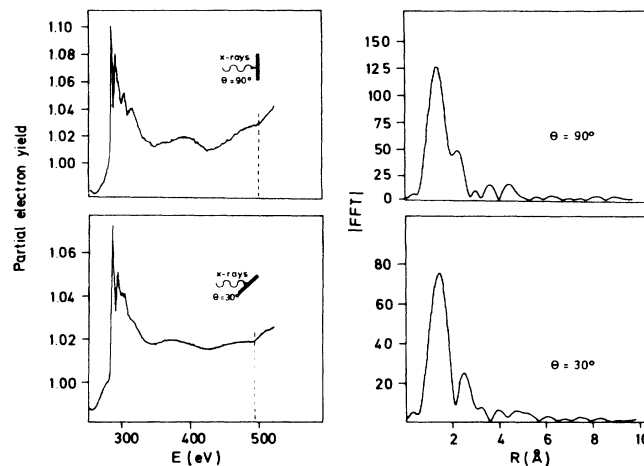 Partial electron yield
1.10
1.08
1.06
1.04
1.02
1.00
x-rays
θ = 90°
1.06
1.04
1.02
1.00
x-rays
θ = 30°
300 400 500
E (eV)
|FFT|
150
125
100
75
50
25
0
θ = 90°
80
60
40
20
θ = 30°
2 4 6 8 10
R (Å)